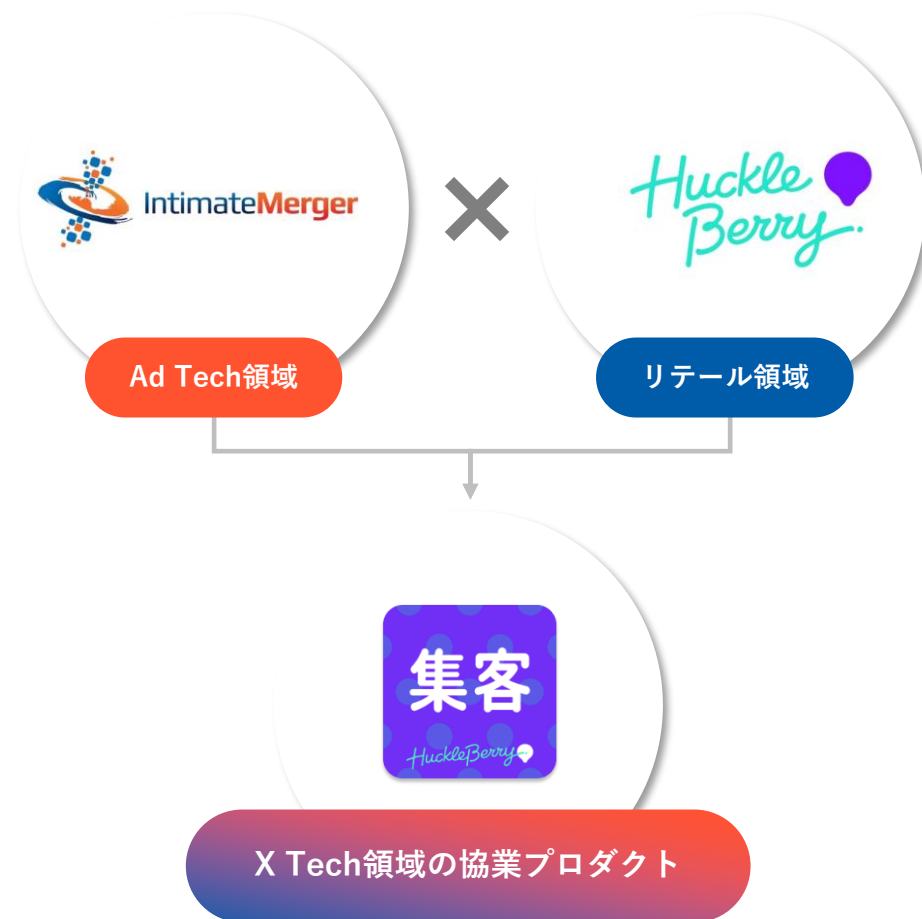 IntimateMerger
Huckle
Berry
Ad Tech領域
リテール領域
集客
HuckleBerry
X Tech領域の協業プロダクト